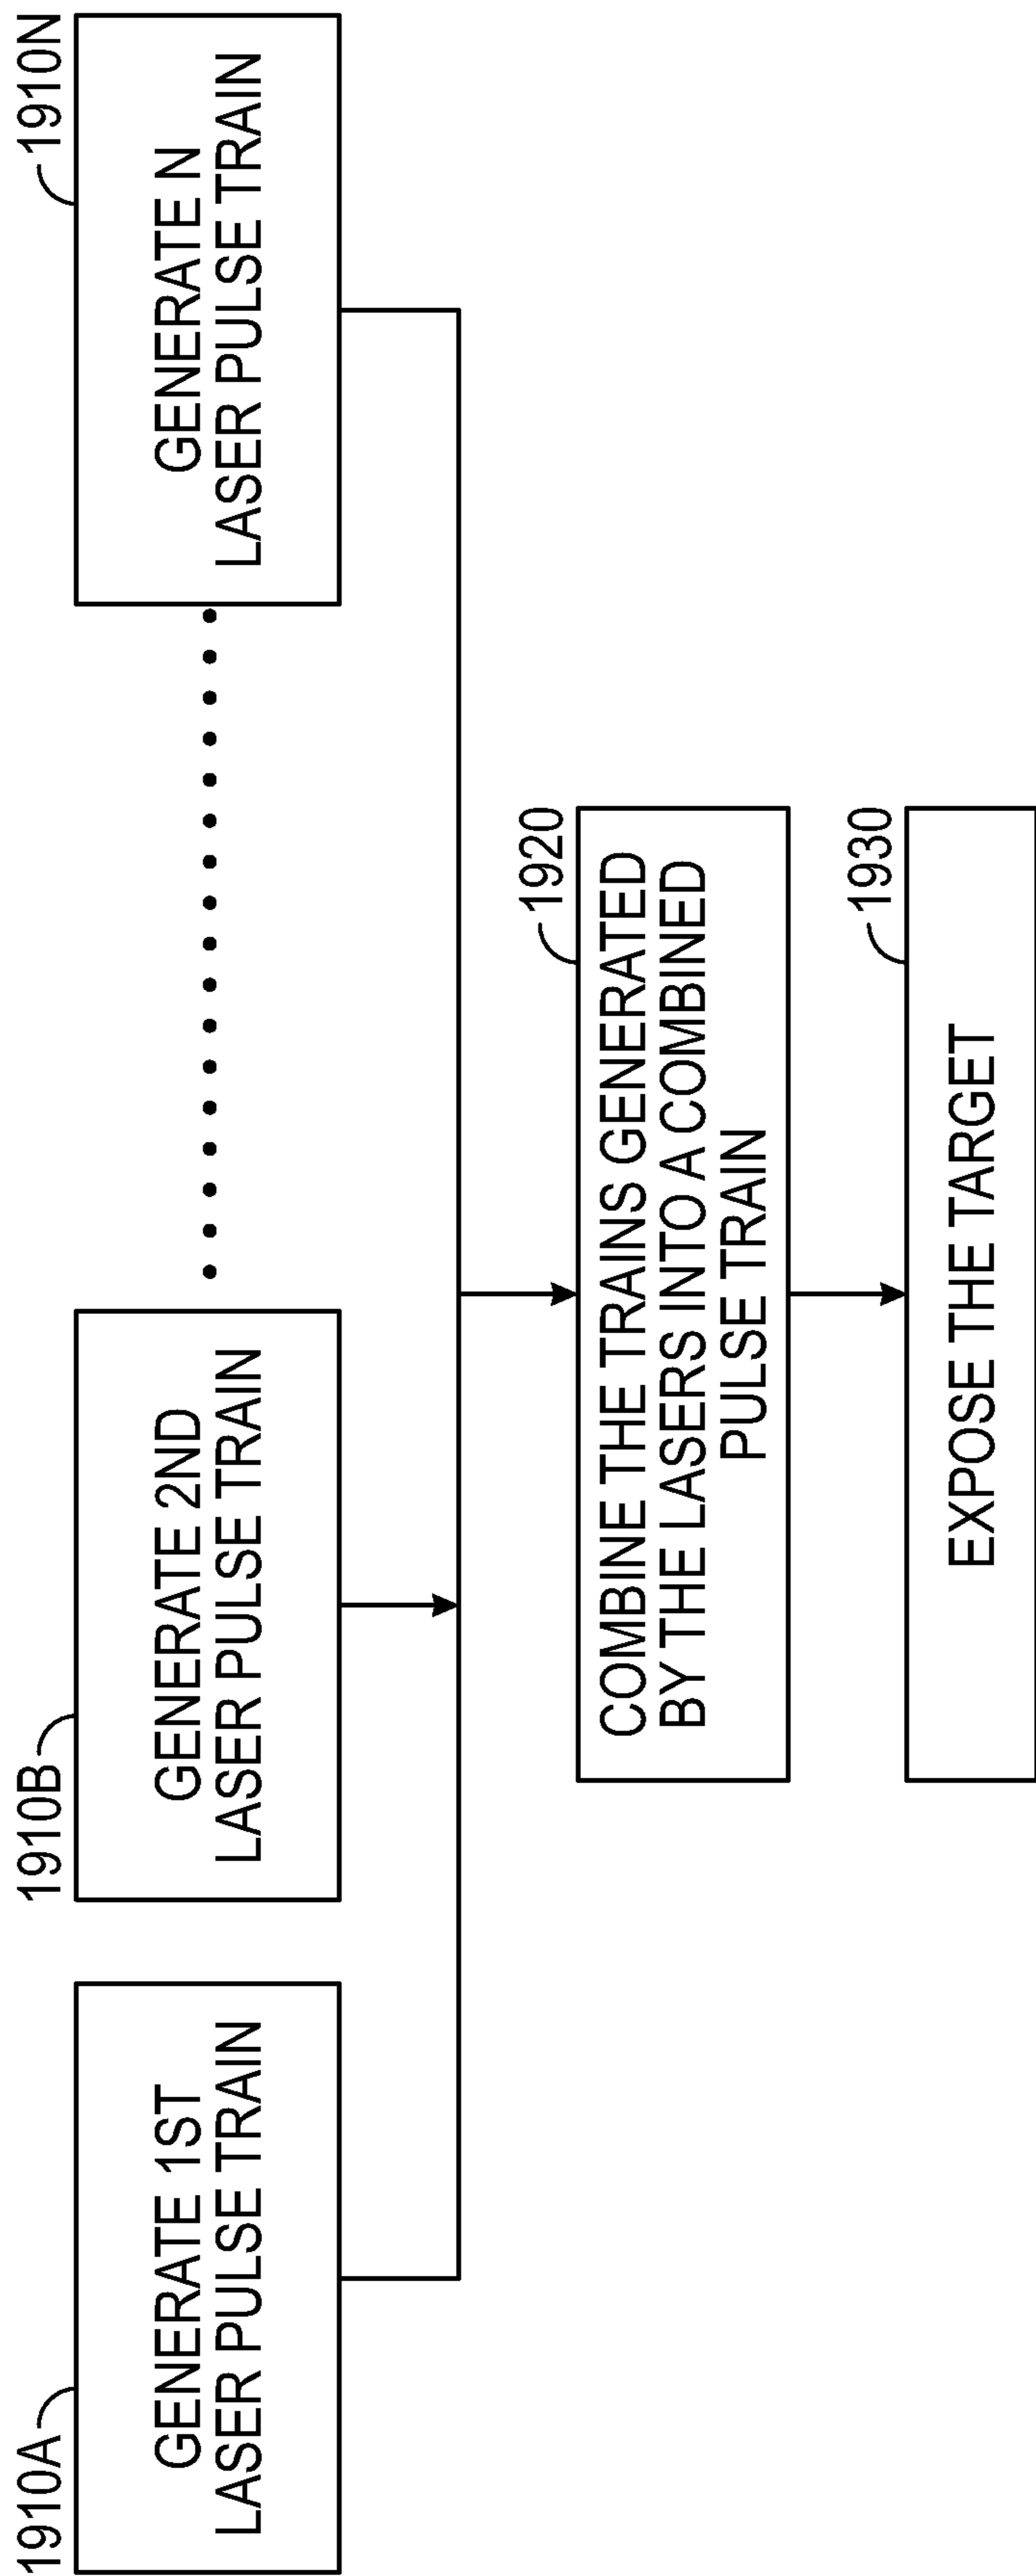 1910A
GENERATE 1ST
LASER PULSE TRAIN
1910B
GENERATE 2ND
LASER PULSE TRAIN
1910N
GENERATE N
LASER PULSE TRAIN
1920
COMBINE THE TRAINS GENERATED
BY THE LASERS INTO A COMBINED
PULSE TRAIN
1930
EXPOSE THE TARGET